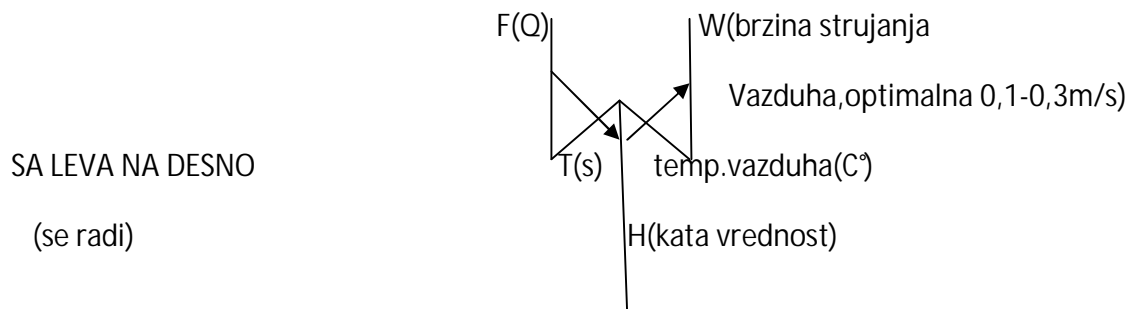 F(Q) W(brzina strujanja
Vazduha,optimalna 0,1-0,3m/s)
SA LEVA NA DESNO T(s) temp.vazduha(C°)
(se radi) H(kata vrednost)